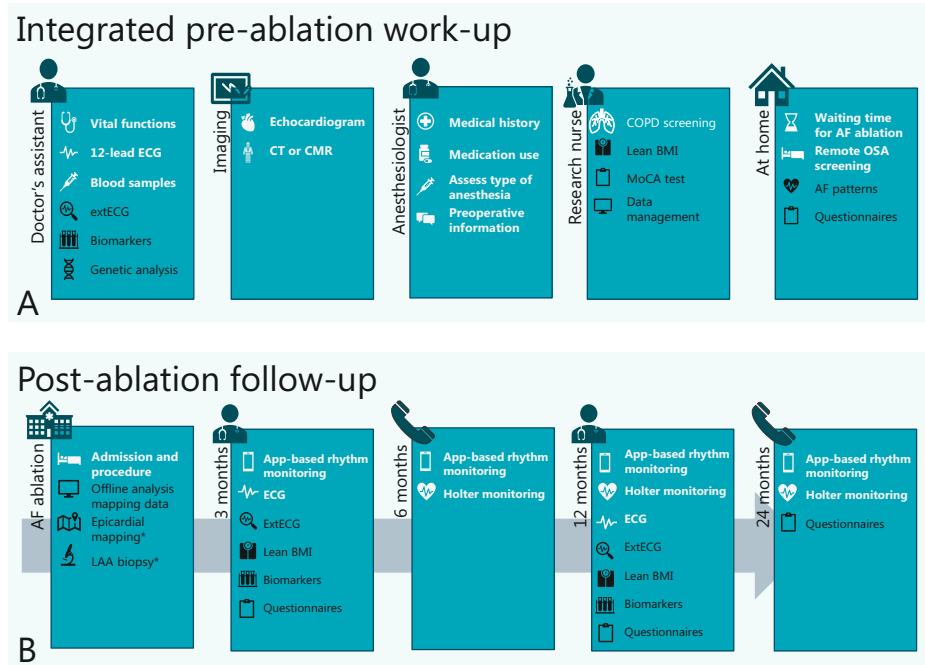 Integrated pre-ablation work-up
Doctor's assistant
Vital functions
12-lead ECG
Blood samples
extECG
Biomarkers
Genetic analysis
Imaging
Echocardiogram
CT or CMR
Anesthesiologist
Medical history
Medication use
Assess type of
anesthesia
Preoperative
information
Research nurse
COPD screening
Lean BMI
MoCA test
Data
management
At home
Waiting time
for AF ablation
Remote OSA
screening
AF patterns
Questionnaires
A
Post-ablation follow-up
AF ablation
Admission and
procedure
Offline analysis
mapping data
Epicardial
mapping*
LAA biopsy*
3 months
App-based rhythm
monitoring
ECG
ExtECG
Lean BMI
Biomarkers
Questionnaires
6 months
App-based rhythm
monitoring
Holter monitoring
12 months
App-based rhythm
monitoring
Holter monitoring
ECG
ExtECG
Lean BMI
Biomarkers
Questionnaires
24 months
App-based rhythm
monitoring
Holter monitoring
Questionnaires
B